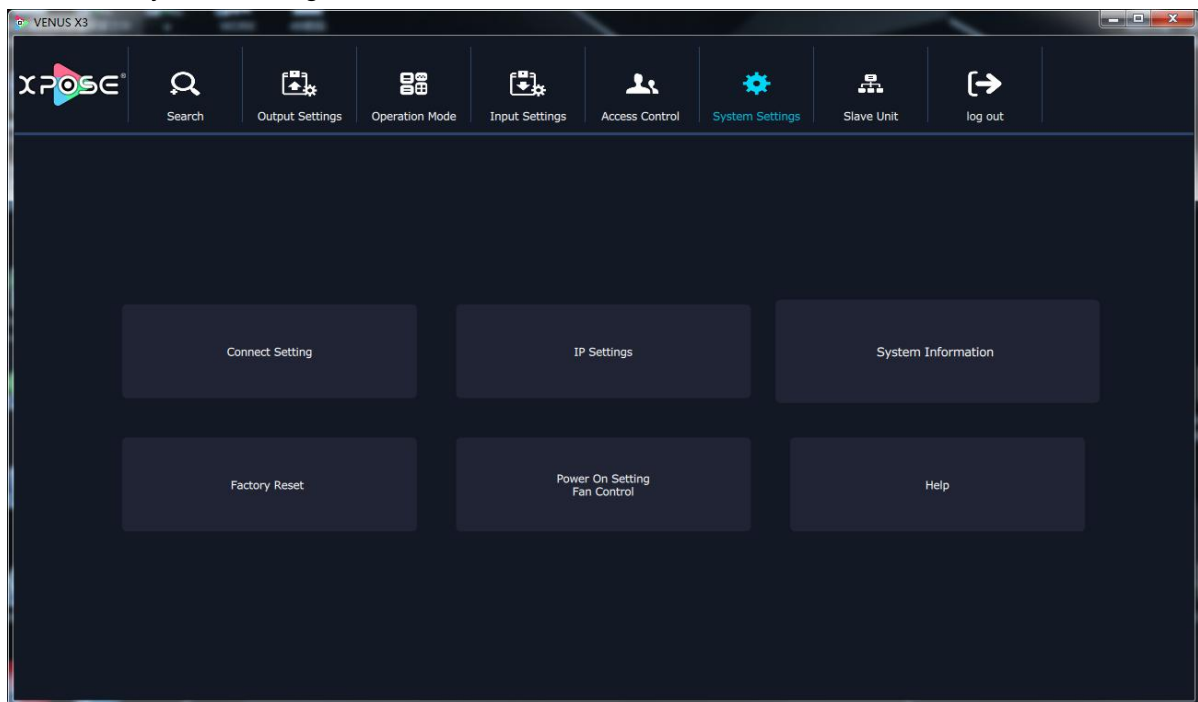 VENUS X3
XPOSE®
Search
Output Settings
Operation Mode
Input Settings
Access Control
System Settings
Slave Unit
log out
Connect Setting
IP Settings
System Information
Factory Reset
Power On Setting
Fan Control
Help